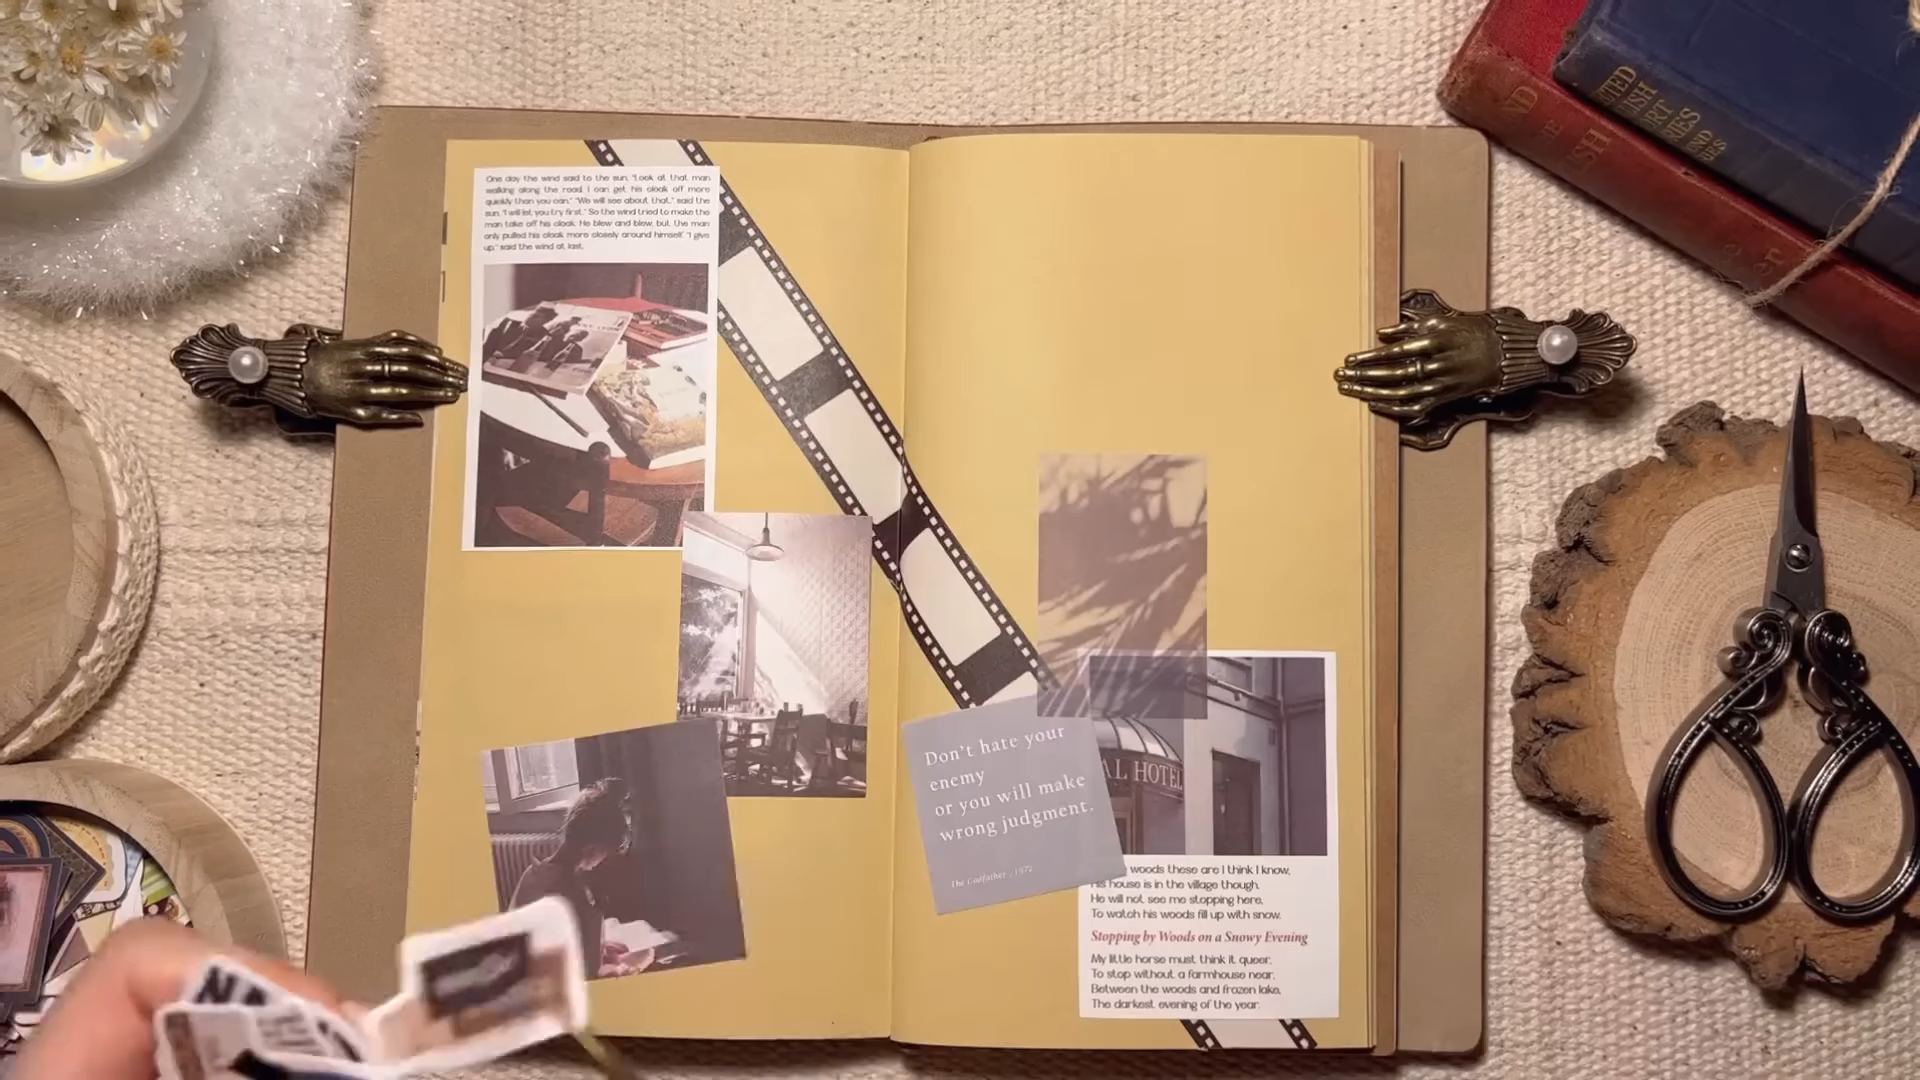 One day the wind said to the sun, "Look at that man
walking along the road. I can get his cloak off more
quickly than you can." "We will see about that," said the
sun. "I will let you try first." So the wind tried to make the
man take off his cloak. He blew and blew, but the man
only pulled his cloak more closely around himself. "I give
up," said the wind at last.
Don't hate your
enemy
or you will make
wrong judgment.
The Godfather, 1972
AL HOTEL
woods these are I think I know,
His house is in the village though.
He will not see me stopping here,
To watch his woods fill up with snow.
Stopping by Woods on a Snowy Evening
My little horse must think it queer,
To stop without a farmhouse near,
Between the woods and frozen lake,
The darkest evening of the year.